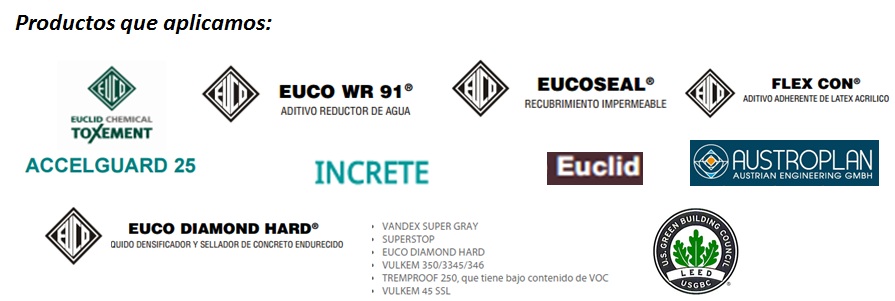 Productos que aplicamos:
EUCO
EUCLID CHEMICAL
TOXEMENT
EUCO
EUCO WR 91®
ADITIVO REDUCTOR DE AGUA
EUCO
EUCOSEAL®
RECUBRIMIENTO IMPERMEABLE
EUCO
FLEX CON®
ADITIVO ADHERENTE DE LATEX ACRILICO
ACCELGUARD 25
INCRETE
Euclid
AUSTROPLAN
AUSTRIAN ENGINEERING GMBH
EUCO
EUCO DIAMOND HARD®
QUIDO DENSIFICADOR Y SELLADOR DE CONCRETO ENDURECIDO
VANDEX SUPER GRAY
SUPERSTOP
EUCO DIAMOND HARD
VULKEM 350/3345/346
TREMPROOF 250, que tiene bajo contenido de VOC
VULKEM 45 SSL
U.S. GREEN BUILDING COUNCIL
LEED
USGBC